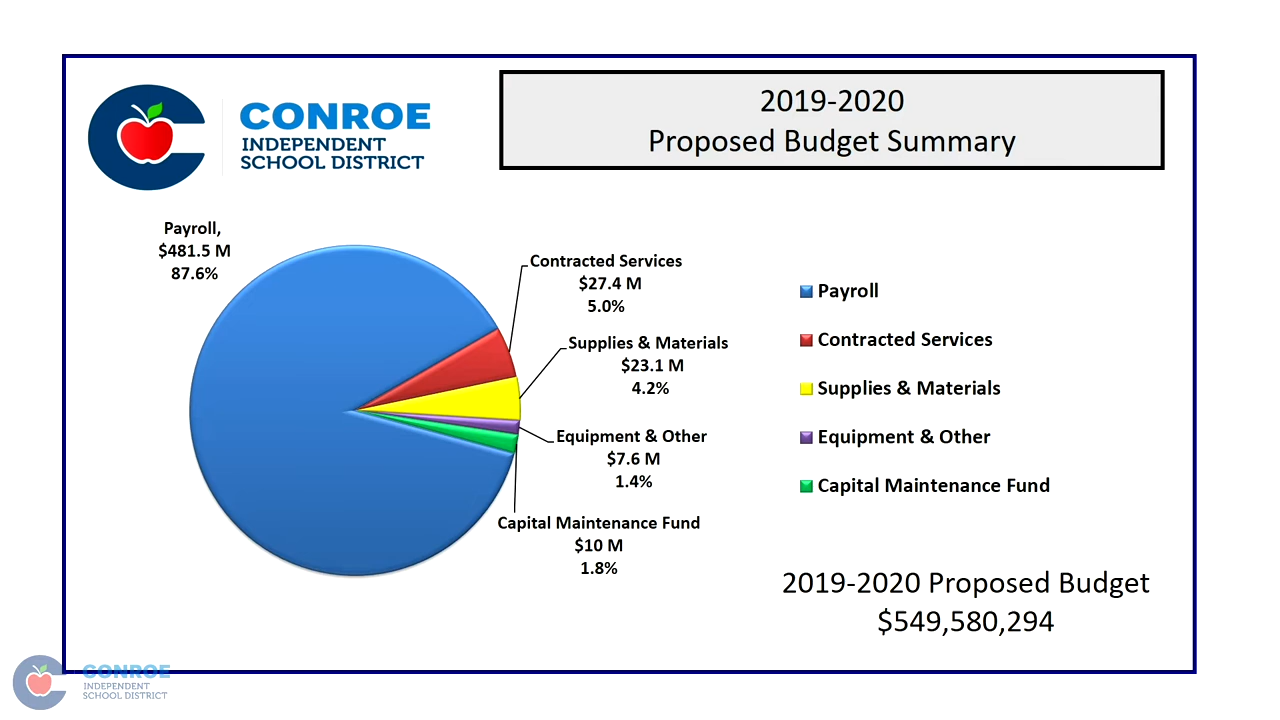 CONROE
INDEPENDENT
SCHOOL DISTRICT
2019-2020
Proposed Budget Summary
Payroll,
$481.5 M
87.6%
Contracted Services
$27.4 M
5.0%
Supplies & Materials
$23.1 M
4.2%
Equipment & Other
$7.6 M
1.4%
Capital Maintenance Fund
$10 M
1.8%
Payroll
Contracted Services
Supplies & Materials
Equipment & Other
Capital Maintenance Fund
2019-2020 Proposed Budget
$549,580,294
CONROE
INDEPENDENT
SCHOOL DISTRICT